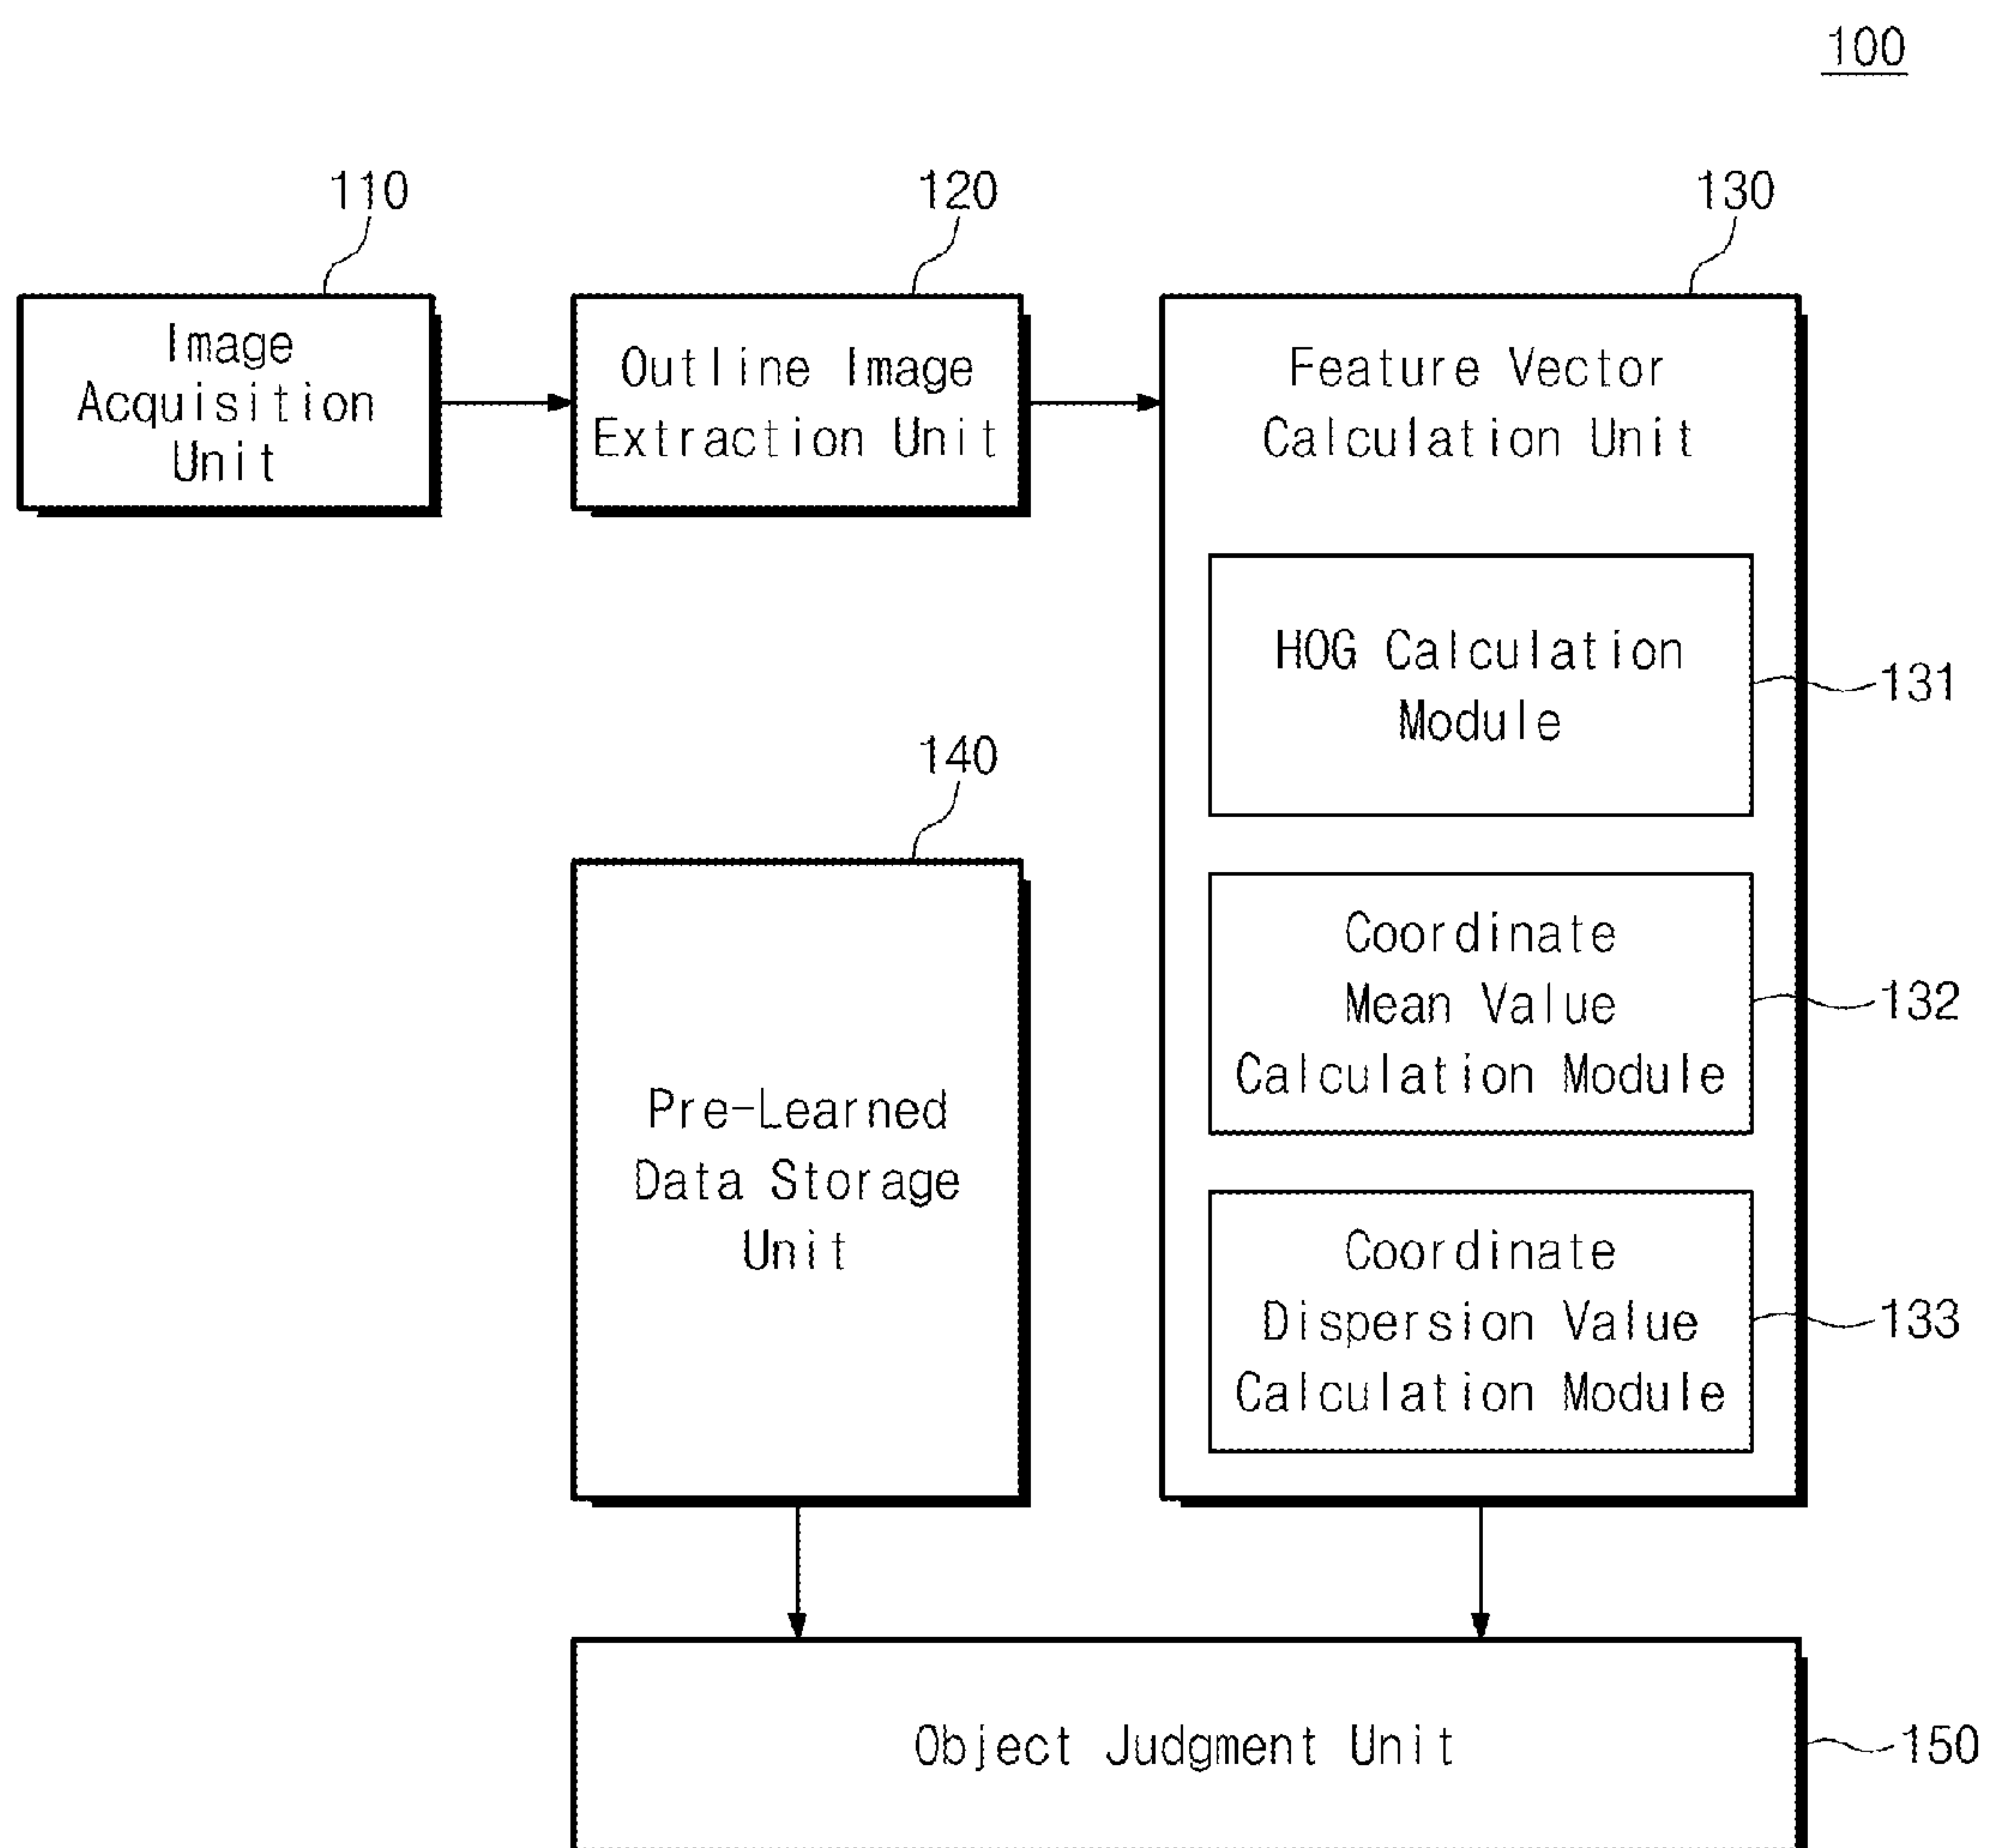 100
110
120
130
Image
Acquisition
Unit
Outline Image
Extraction Unit
Feature Vector
Calculation Unit
HOG Calculation
Module
131
140
Coordinate
Mean Value
Calculation Module
132
Pre-Learned
Data Storage
Unit
Coordinate
Dispersion Value
Calculation Module
133
Object Judgment Unit
150